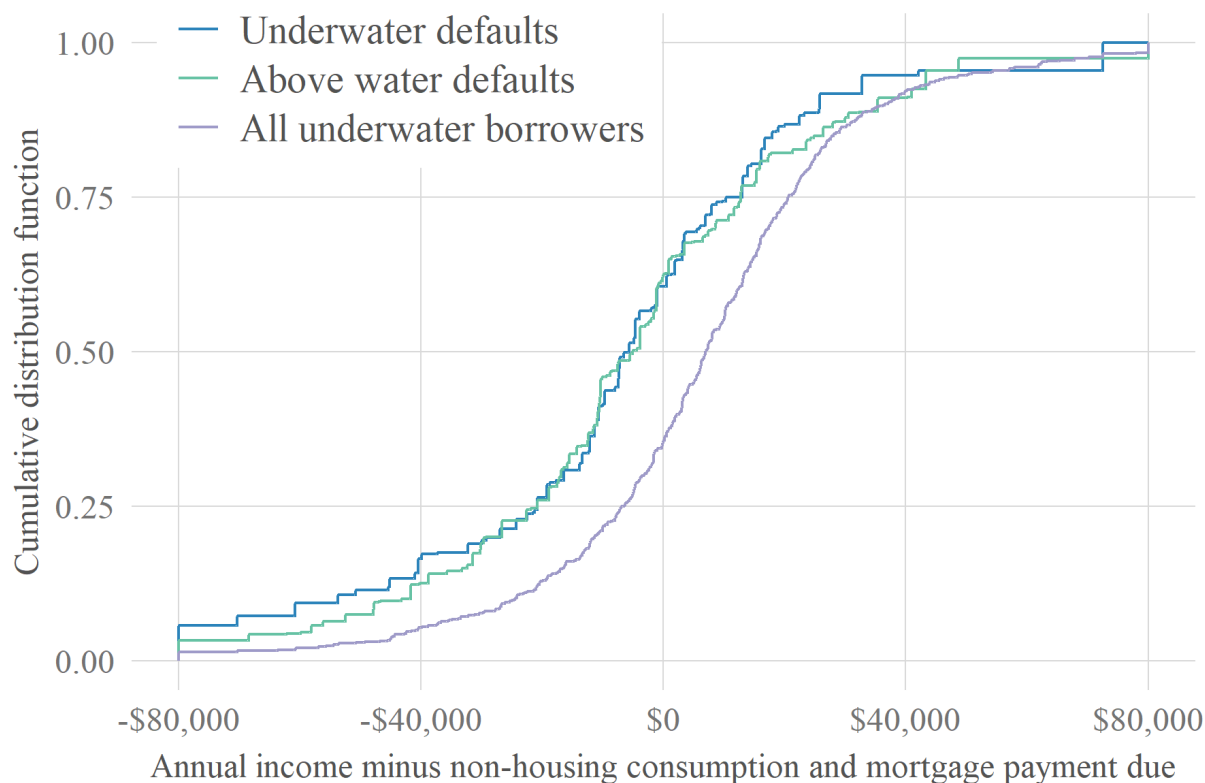 Underwater defaults
Above water defaults
All underwater borrowers
Cumulative distribution function
1.00
0.75
0.50
0.25
0.00
-$80,000
-$40,000
$0
$40,000
$80,000
Annual income minus non-housing consumption and mortgage payment due